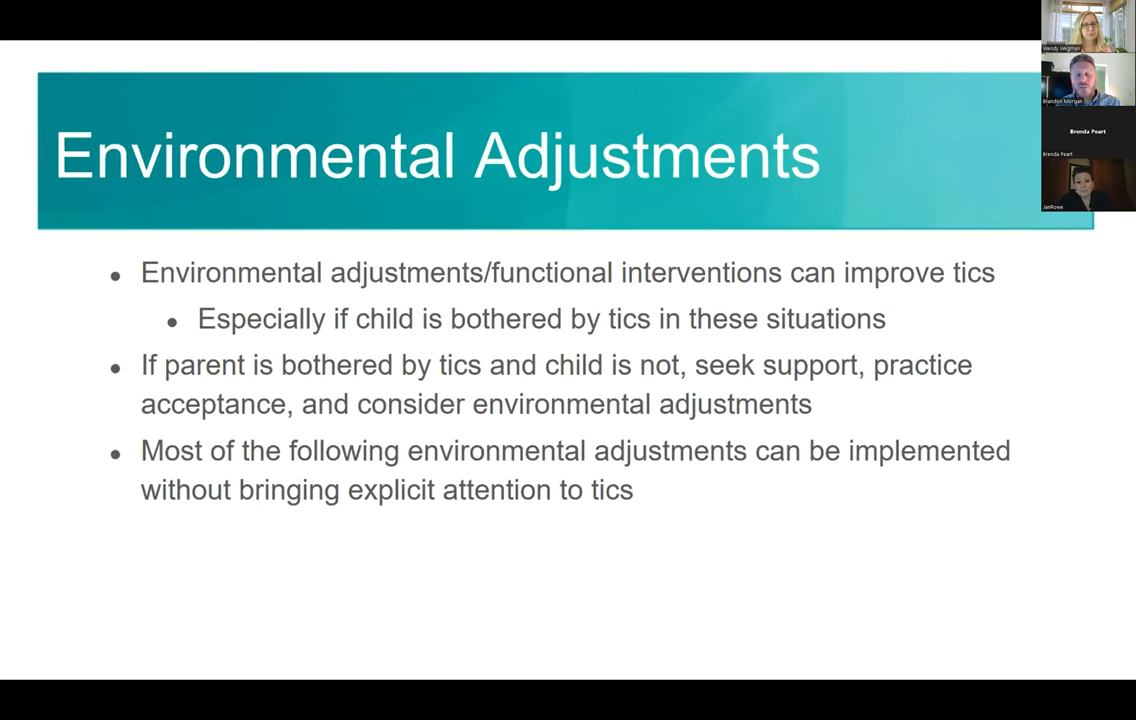 Environmental Adjustments
• Environmental adjustments/functional interventions can improve tics
• Especially if child is bothered by tics in these situations
• If parent is bothered by tics and child is not, seek support, practice
acceptance, and consider environmental adjustments
• Most of the following environmental adjustments can be implemented
without bringing explicit attention to tics
Wendy Wegman
Brandon Morgan
Brenda Peart
Brenda Peart
JanRowe